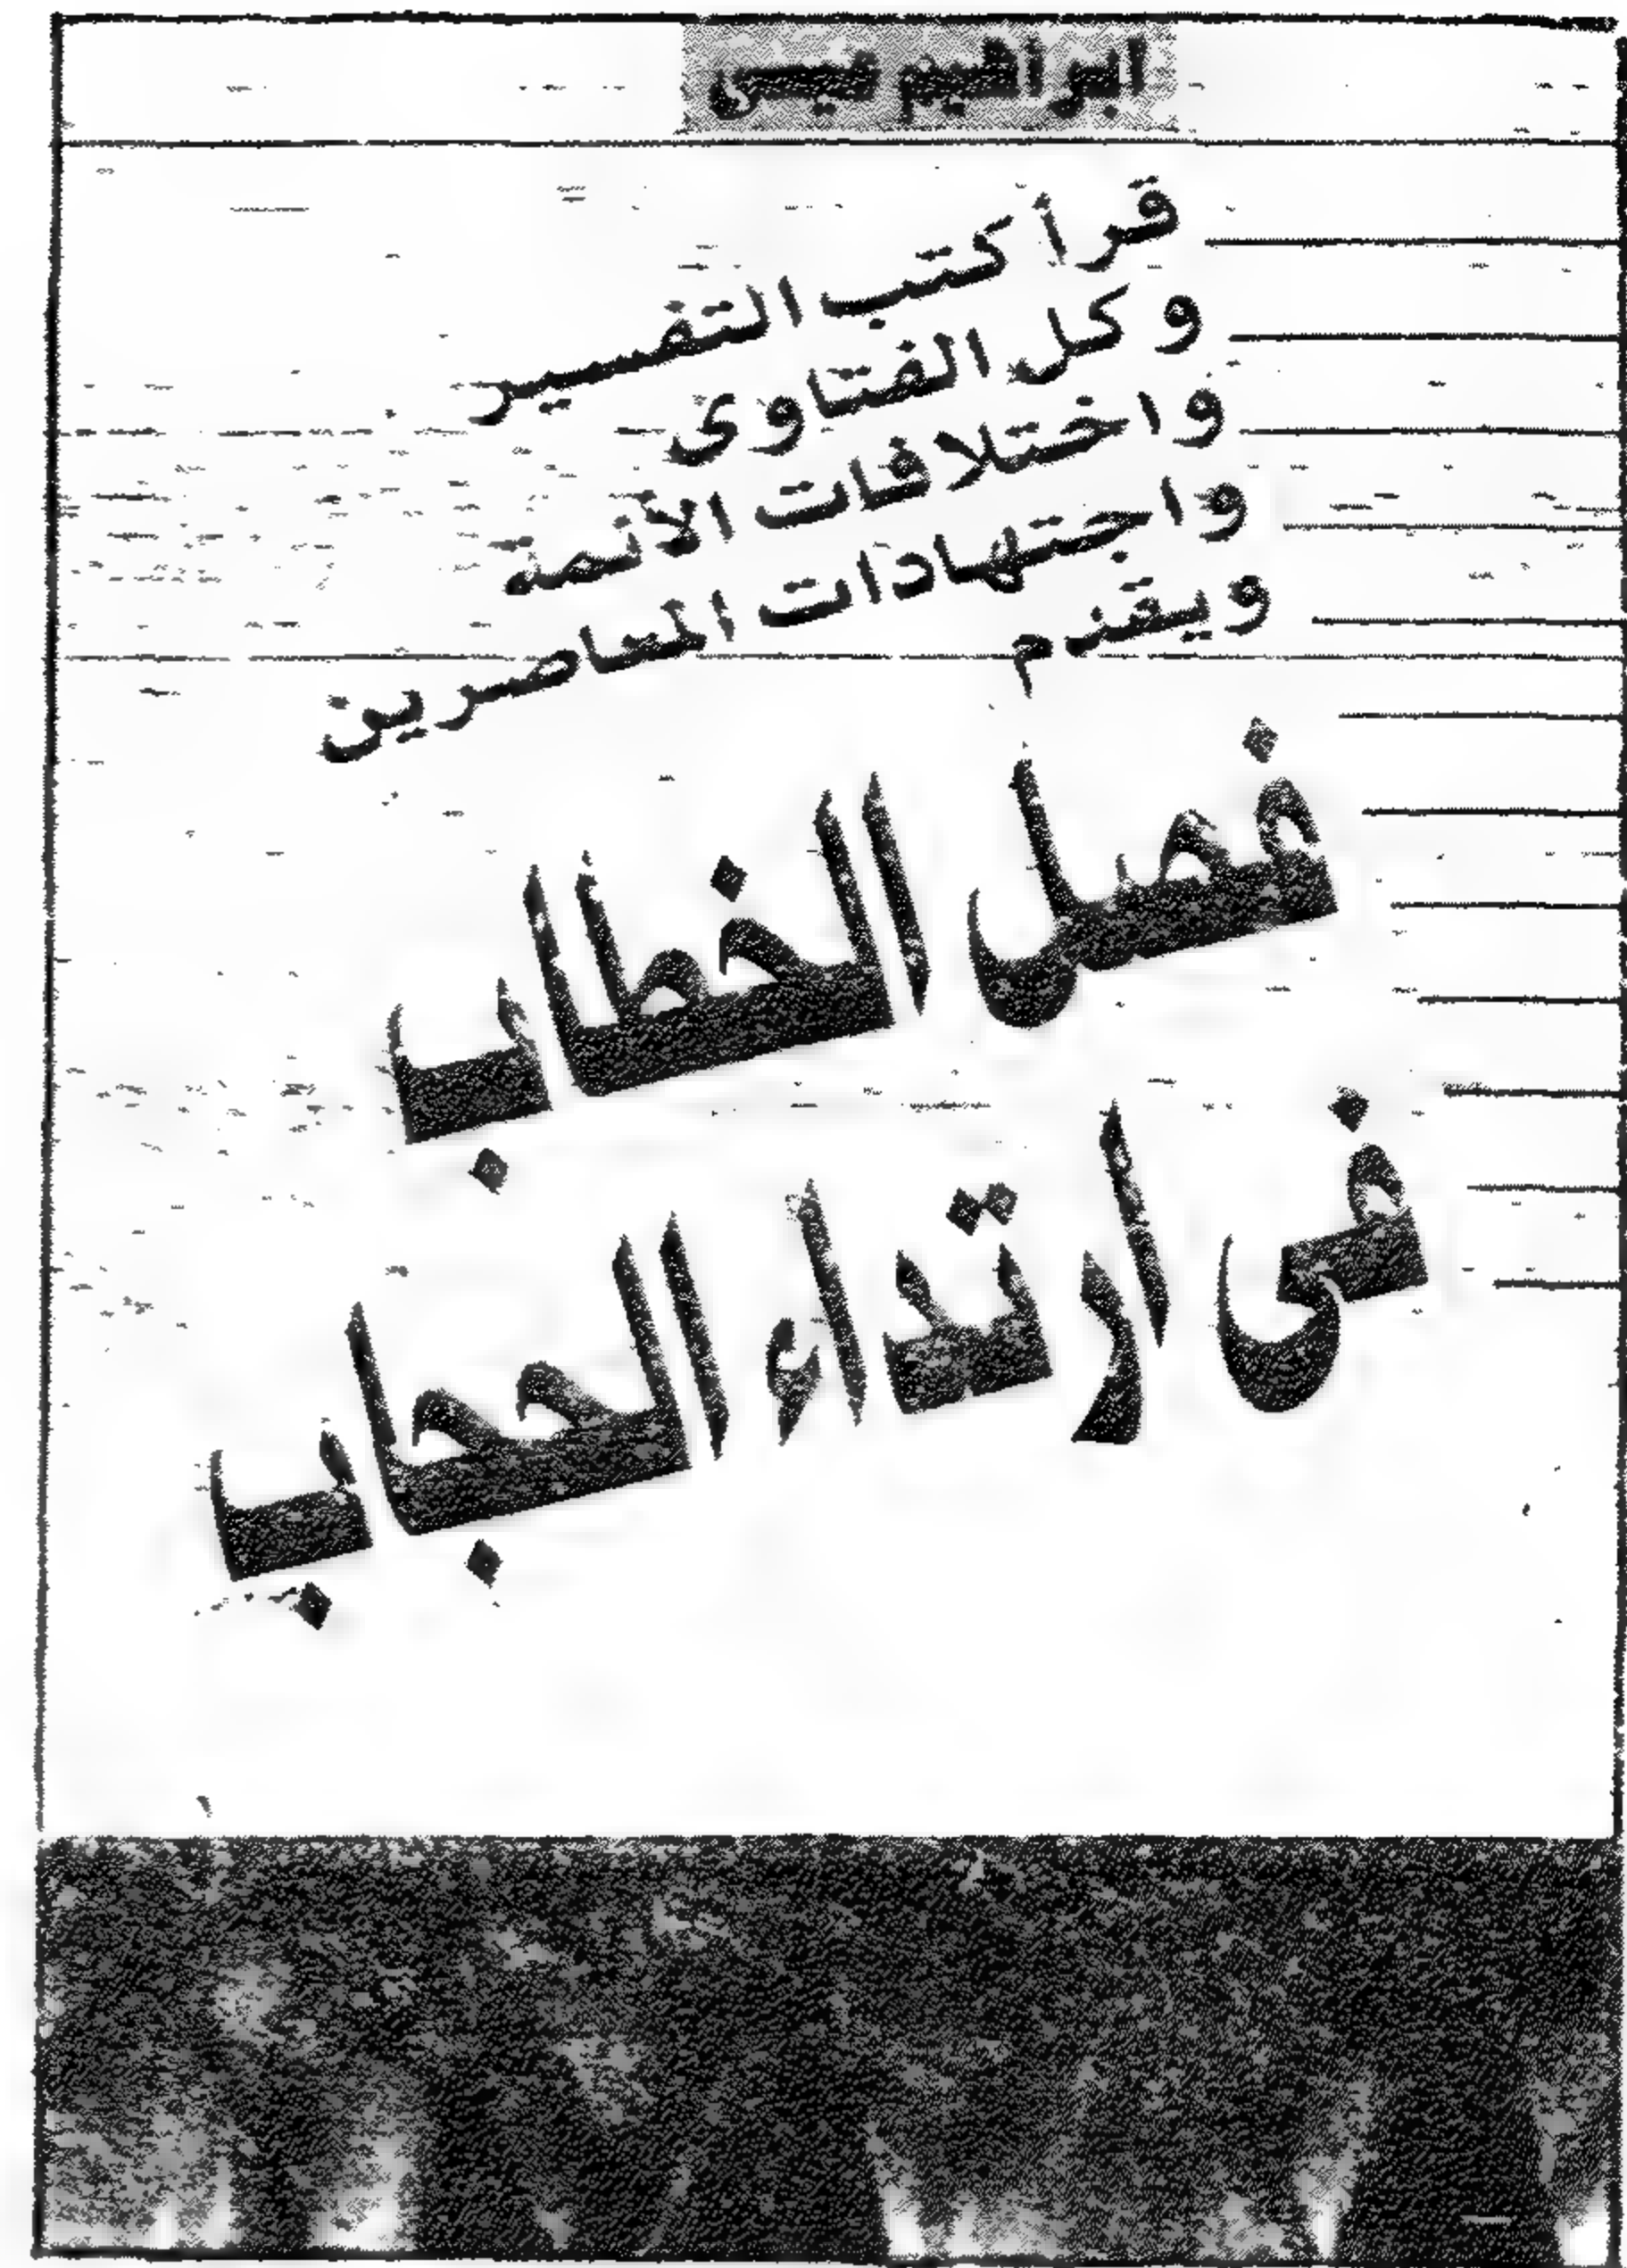 ابراهيم عيسى
قرأ كتب التفسير
وكل الفتاوى
واختلافات الأئمة
واجتهادات المعاصرين
ويقدم
فصل الخطاب
فى ارتداء الحجاب